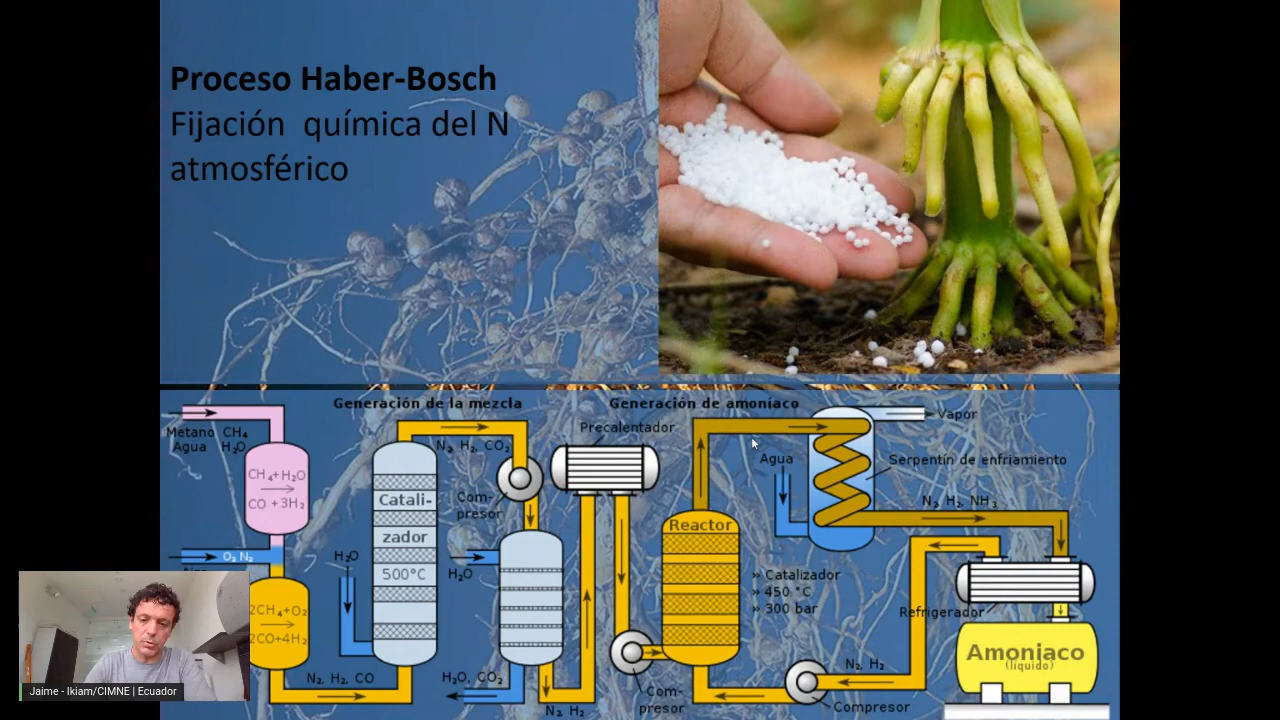 Proceso Haber-Bosch
Fijación química del N
atmosférico
Generación de la mezcla
Generación de amoníaco
Metano CH₄
Agua H₂O
CH₄+H₂O
CO +3H₂
O₂ N₂
2CH₄+O₂
2CO+4H₂
N₂, H₂, CO
H₂O
Catali-
zador
500°C
N₂, H₂, CO₂
Com-
presor
H₂O
H₂O, CO₂
N₂ H₂
Precalentador
Com-
presor
Reactor
» Catalizador
» 450 °C
» 300 bar
Agua
Vapor
Serpentín de enfriamiento
N₂, H₂, NH₃
Refrigerador
Amoniaco
(líquido)
N₂, H₂
Compresor
Jaime - Ikiam/CIMNE | Ecuador